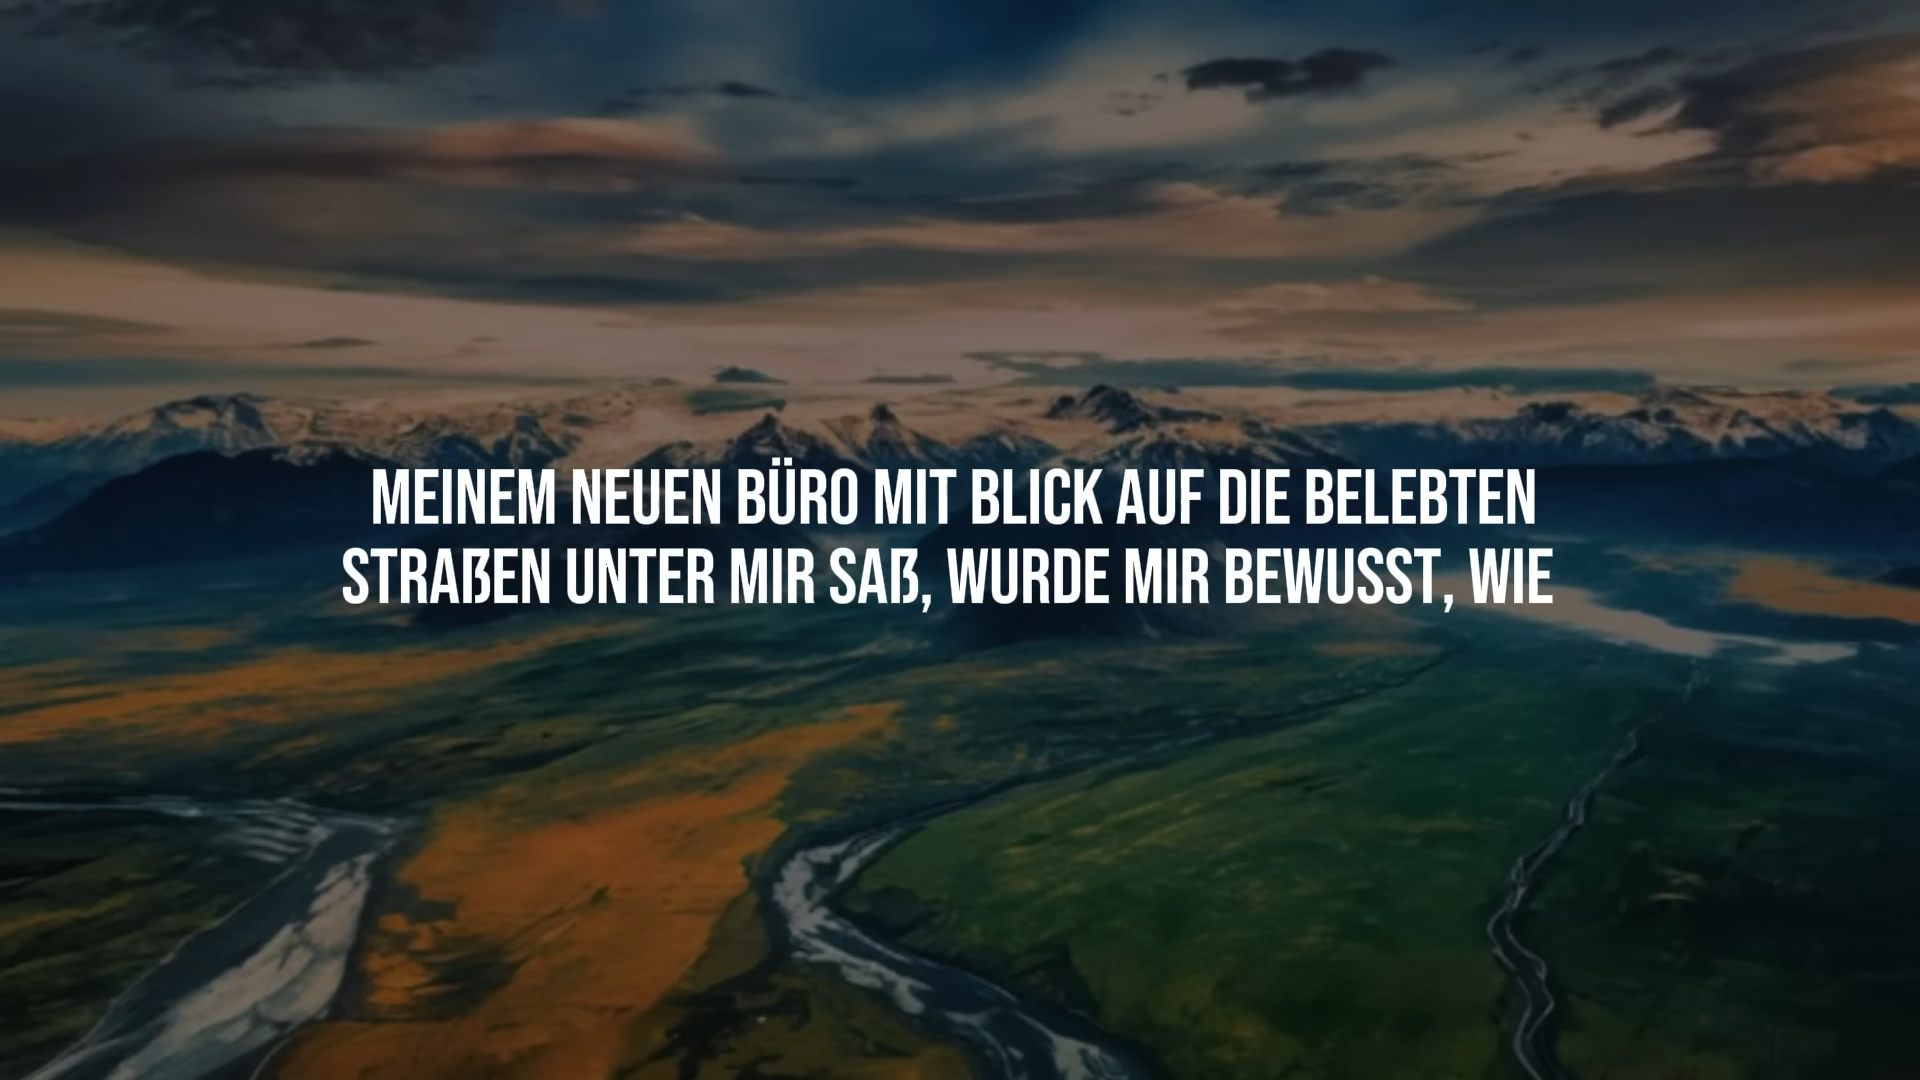 MEINEM NEUEN BÜRO MIT BLICK AUF DIE BELEBTEN
STRAßEN UNTER MIR SAß, WURDE MIR BEWUSST, WIE